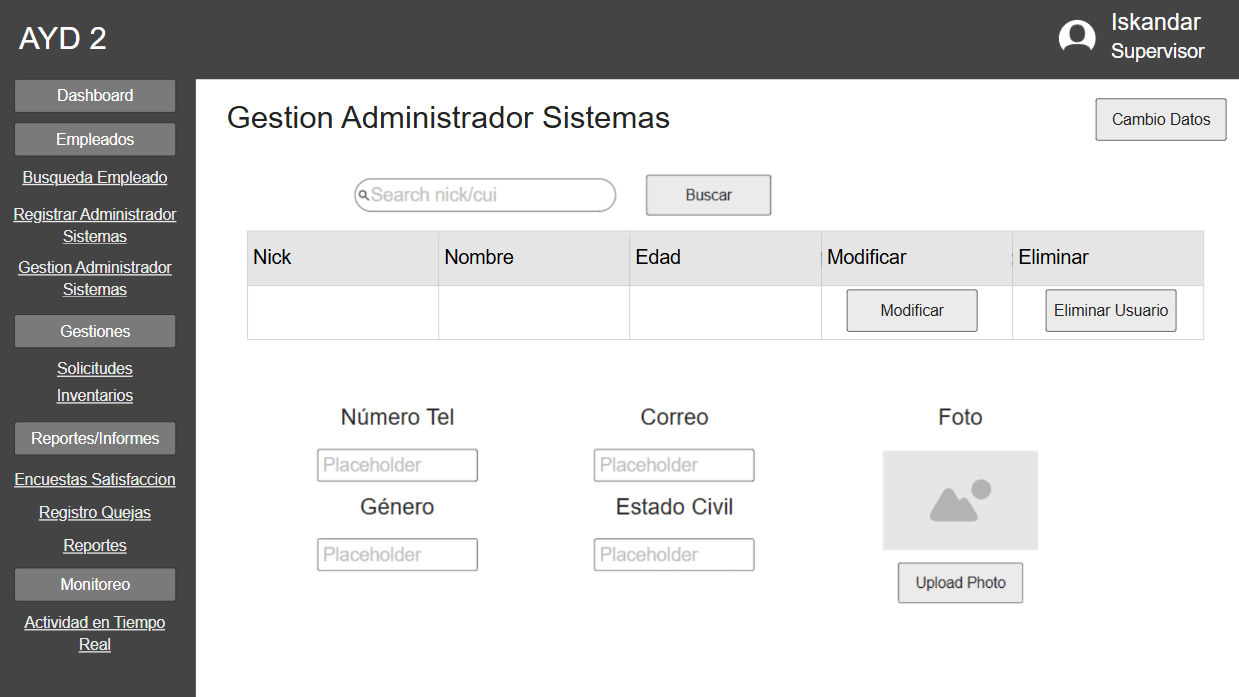 AYD 2
Iskandar
Supervisor
Dashboard
Empleados
Busqueda Empleado
Registrar Administrador
Sistemas
Gestion Administrador
Sistemas
Gestiones
Solicitudes
Inventarios
Reportes/Informes
Encuestas Satisfaccion
Registro Quejas
Reportes
Monitoreo
Actividad en Tiempo
Real
Gestion Administrador Sistemas
Cambio Datos
Search nick/cui
Buscar
Nick Nombre Edad Modificar Eliminar
Modificar Eliminar Usuario
Número Tel Correo Foto
Placeholder Placeholder
Género Estado Civil
Placeholder Placeholder
Upload Photo